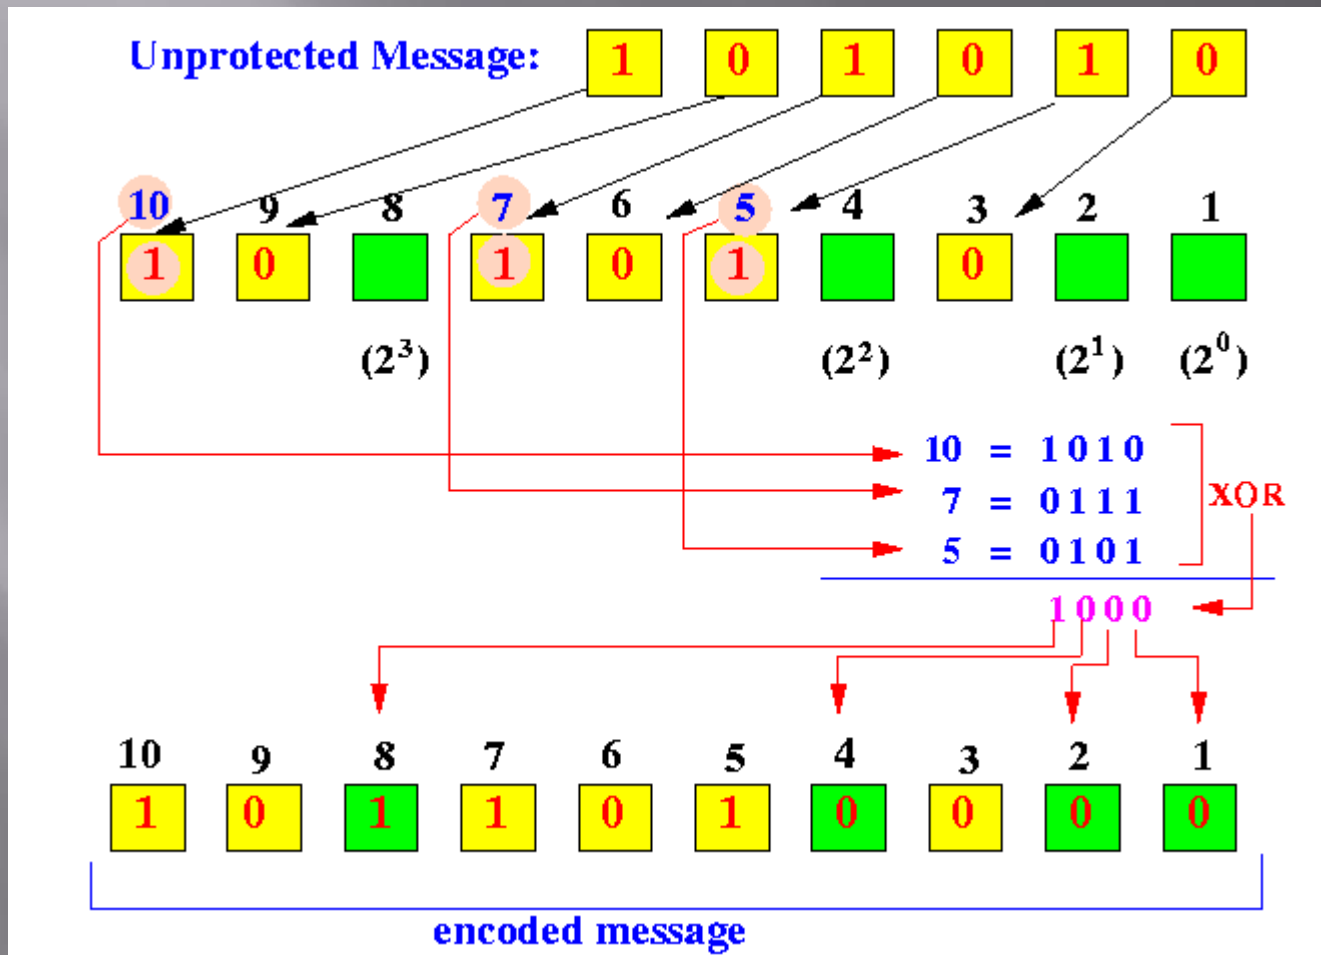 Unprotected Message: 1 0 1 0 1 0
10 9 8 7 6 5 4 3 2 1
1 0 1 0 1 0
(2³) (2²) (2¹) (2⁰)
10 = 1 0 1 0
7 = 0 1 1 1
XOR
5 = 0 1 0 1
1 0 0 0
10 9 8 7 6 5 4 3 2 1
1 0 1 1 0 1 0 0 0 0
encoded message